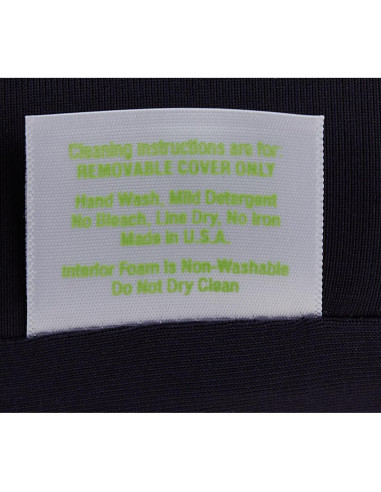 Cleaning instructions are for:
REMOVABLE COVER ONLY
Hand Wash, Mild Detergent
No Bleach, Line Dry, No Iron
Made in U.S.A.
Interior Foam is Non-Washable
Do Not Dry Clean